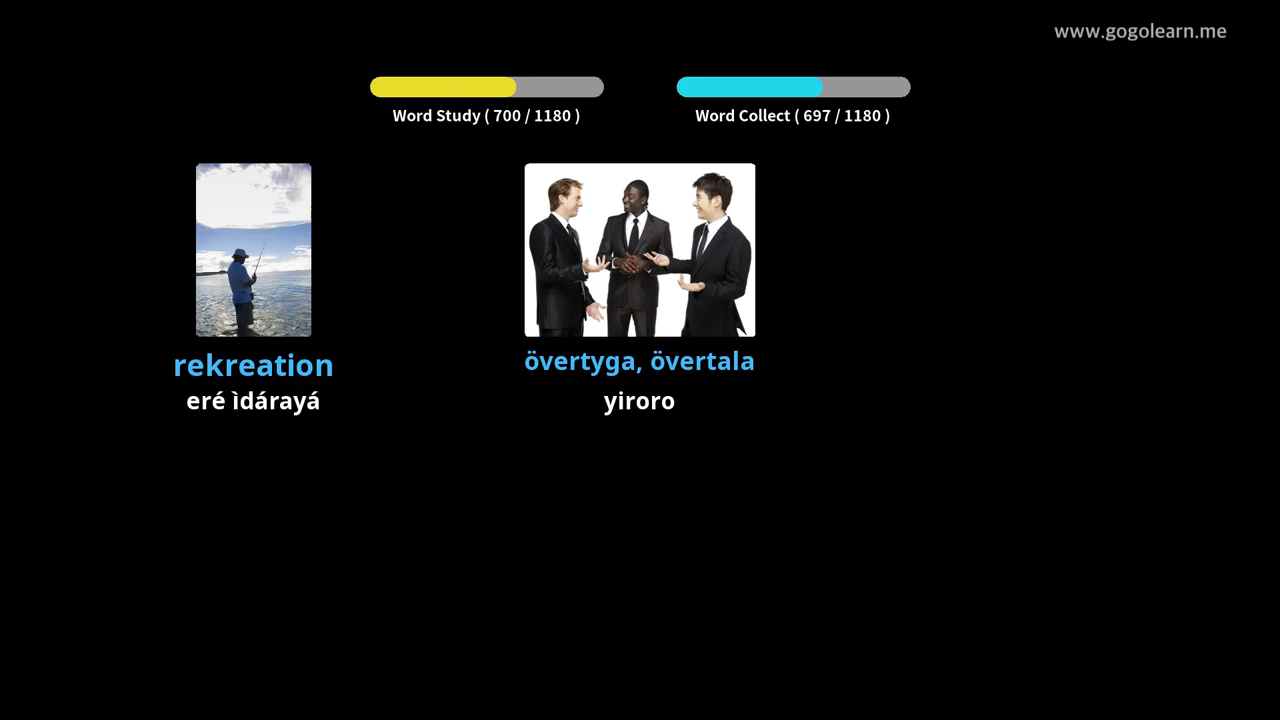 www.gogolearn.me
Word Study ( 700 / 1180 )
Word Collect ( 697 / 1180 )
rekreation
eré ìdárayá
övertyga, övertala
yiroro